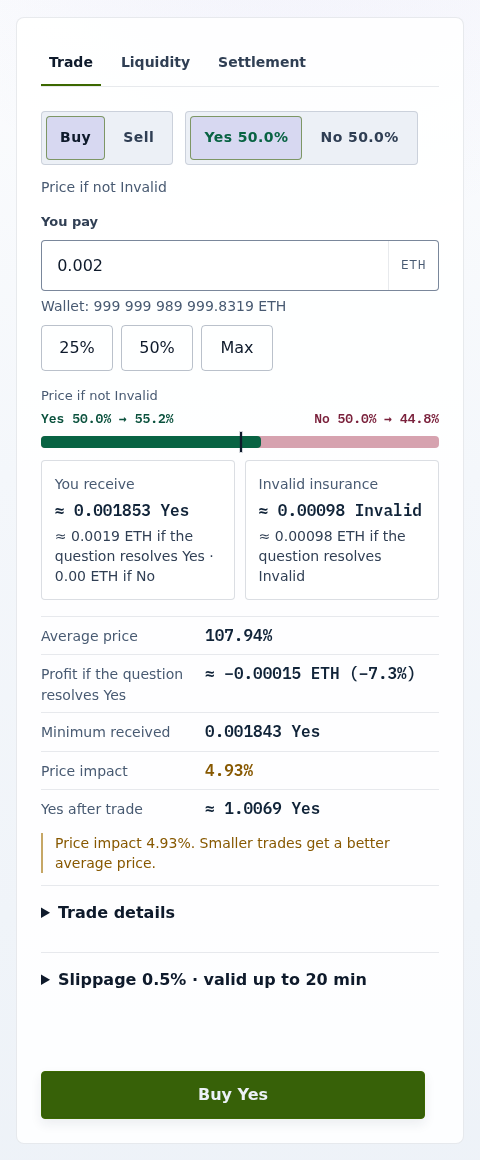 Trade Liquidity Settlement
Buy Sell Yes 50.0% No 50.0%
Price if not Invalid
You pay
0.002 ETH
Wallet: 999 999 989 999.8319 ETH
25% 50% Max
Price if not Invalid
Yes 50.0% → 55.2% No 50.0% → 44.8%
You receive
≈ 0.001853 Yes
≈ 0.0019 ETH if the
question resolves Yes ·
0.00 ETH if No
Invalid insurance
≈ 0.00098 Invalid
≈ 0.00098 ETH if the
question resolves
Invalid
Average price 107.94%
Profit if the question
resolves Yes ≈ −0.00015 ETH (−7.3%)
Minimum received 0.001843 Yes
Price impact 4.93%
Yes after trade ≈ 1.0069 Yes
Price impact 4.93%. Smaller trades get a better
average price.
Trade details
Slippage 0.5% · valid up to 20 min
Buy Yes